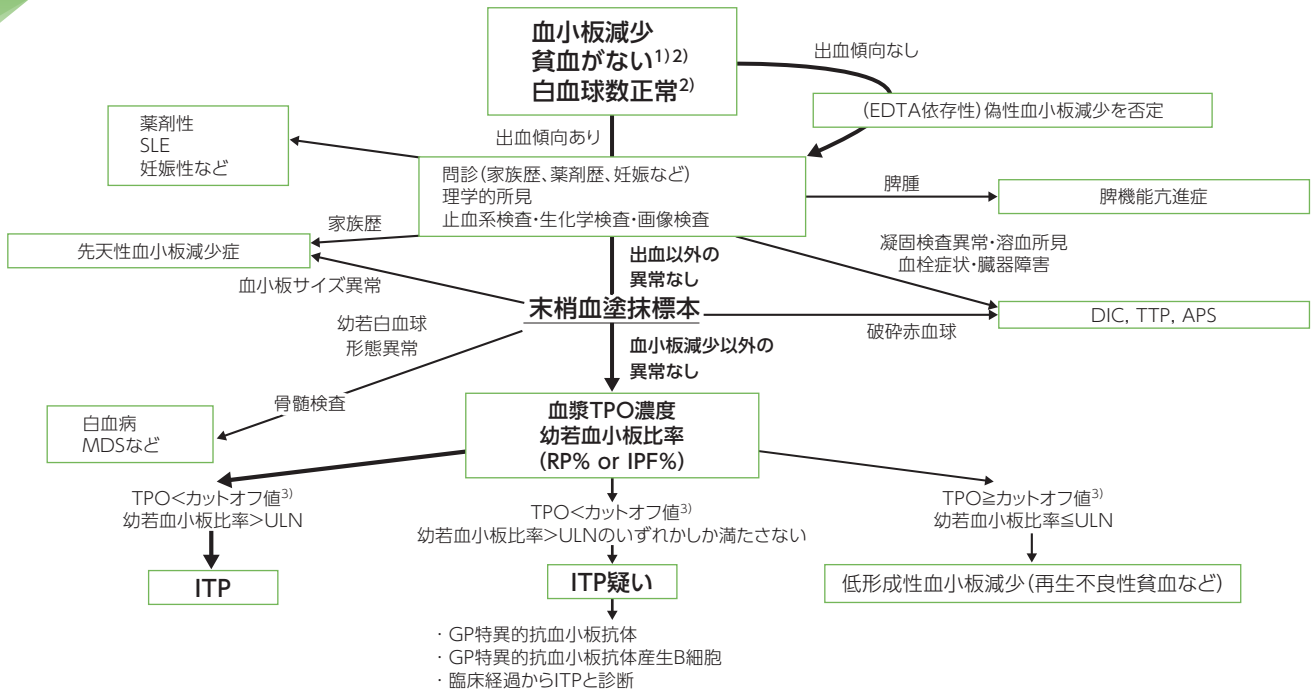 血小板減少
貧血がない1)2)
白血球数正常2)
出血傾向なし
(EDTA依存性)偽性血小板減少を否定
出血傾向あり
薬剤性
SLE
妊娠性など
問診(家族歴、薬剤歴、妊娠など)
理学的所見
止血系検査・生化学検査・画像検査
脾腫
脾機能亢進症
家族歴
先天性血小板減少症
血小板サイズ異常
出血以外の
異常なし
凝固検査異常・溶血所見
血栓症状・臓器障害
末梢血塗抹標本
破砕赤血球
DIC, TTP, APS
幼若白血球
形態異常
骨髄検査
白血病
MDSなど
血小板減少以外の
異常なし
血漿TPO濃度
幼若血小板比率
(RP% or IPF%)
TPO<カットオフ値3)
幼若血小板比率>ULN
ITP
TPO<カットオフ値3)
幼若血小板比率>ULNのいずれかしか満たさない
ITP疑い
・GP特異的抗血小板抗体
・GP特異的抗血小板抗体産生B細胞
・臨床経過からITPと診断
TPO≧カットオフ値3)
幼若血小板比率≦ULN
低形成性血小板減少(再生不良性貧血など)